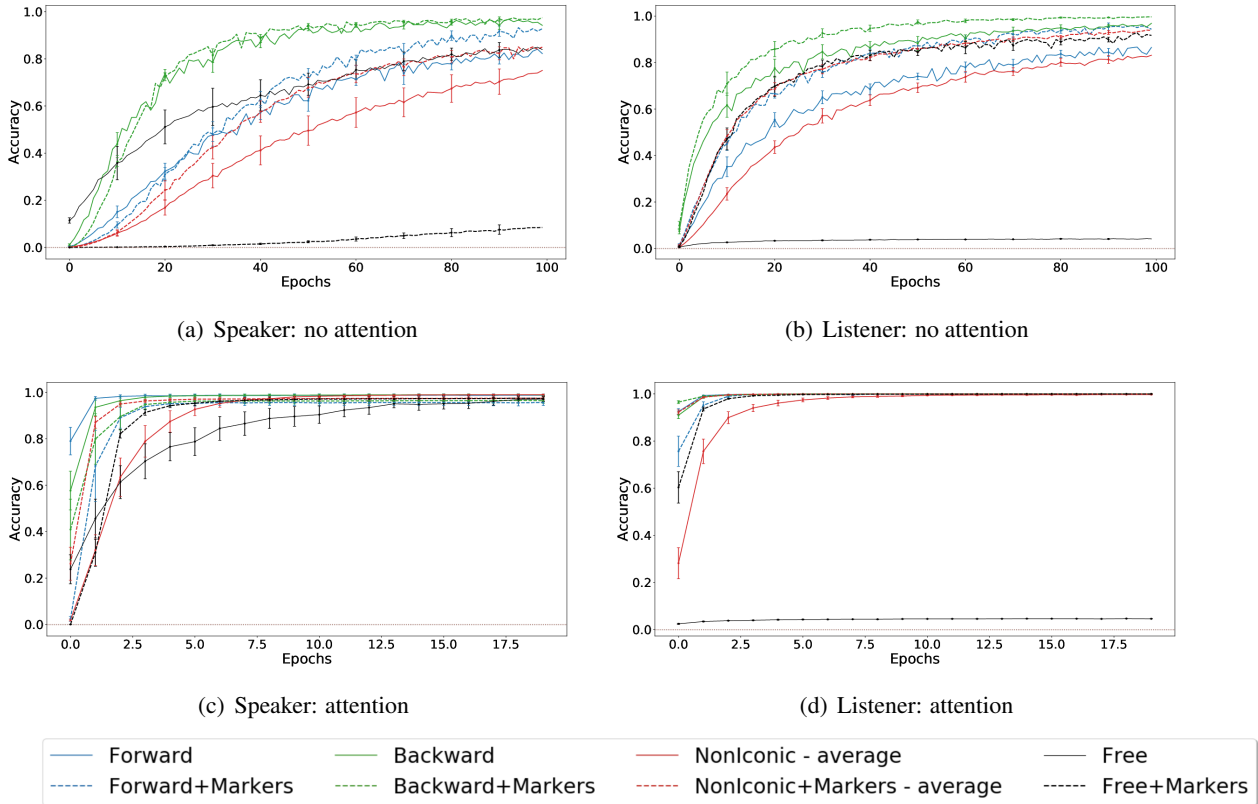 1.0
0.8
0.6
0.4
0.2
0.0
Accuracy
0 20 40 60 80 100
Epochs
(a) Speaker: no attention
1.0
0.8
0.6
0.4
0.2
0.0
Accuracy
0 20 40 60 80 100
Epochs
(b) Listener: no attention
1.0
0.8
0.6
0.4
0.2
0.0
Accuracy
0.0 2.5 5.0 7.5 10.0 12.5 15.0 17.5
Epochs
(c) Speaker: attention
1.0
0.8
0.6
0.4
0.2
0.0
Accuracy
0.0 2.5 5.0 7.5 10.0 12.5 15.0 17.5
Epochs
(d) Listener: attention
Forward Backward NonIconic - average Free
Forward+Markers Backward+Markers NonIconic+Markers - average Free+Markers